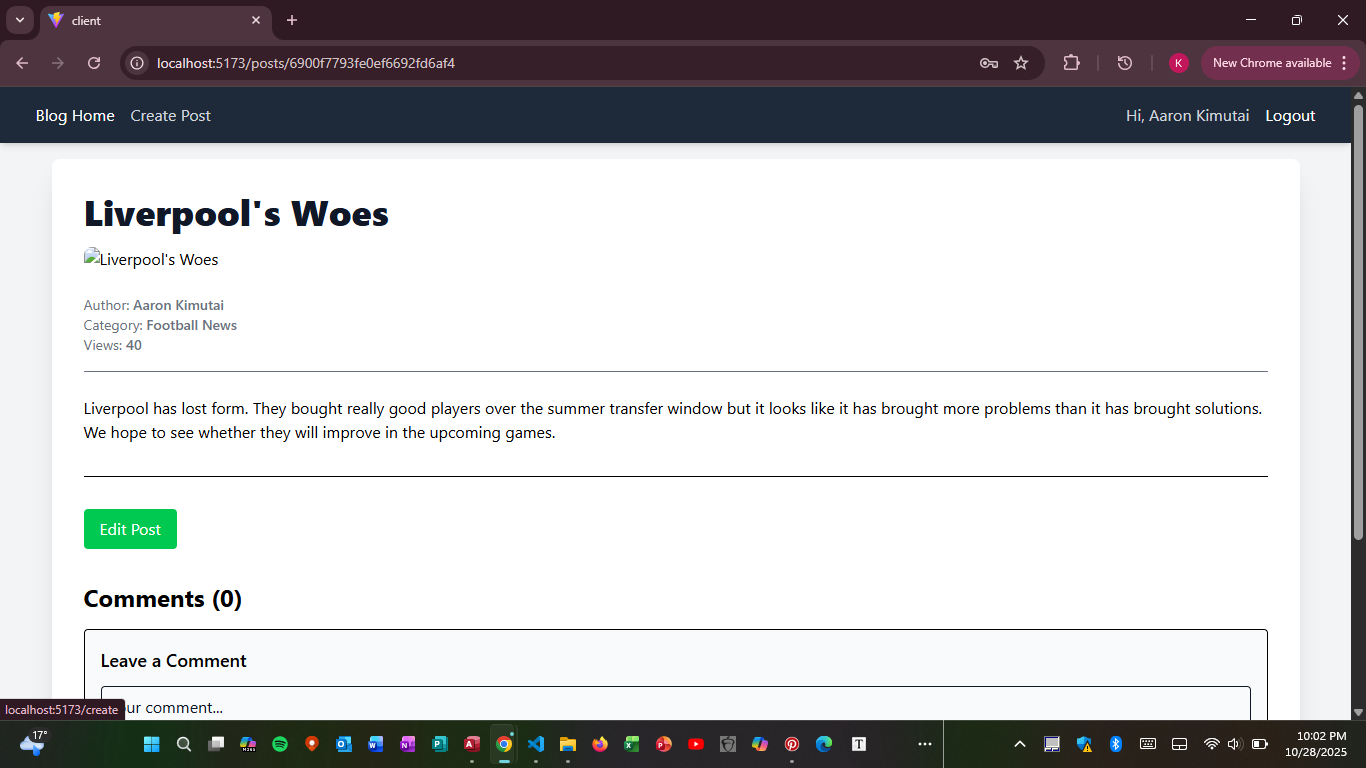 client
localhost:5173/posts/6900f7793fe0ef6692fd6af4
K
New Chrome available
Blog Home
Create Post
Hi, Aaron Kimutai
Logout
Liverpool's Woes
Liverpool's Woes
Author: Aaron Kimutai
Category: Football News
Views: 40
Liverpool has lost form. They bought really good players over the summer transfer window but it looks like it has brought more problems than it has brought solutions.
We hope to see whether they will improve in the upcoming games.
Edit Post
Comments (0)
Leave a Comment
ur comment...
localhost:5173/create
17°
10:02 PM
10/28/2025